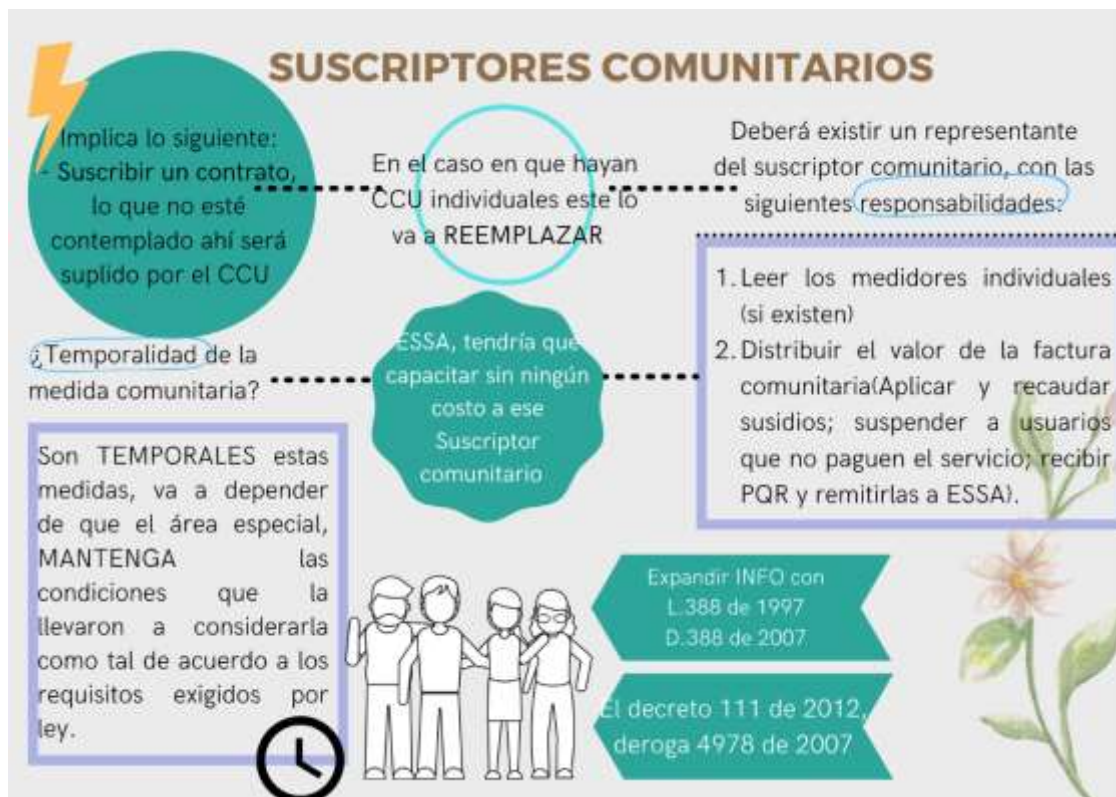 SUSCRIPTORES COMUNITARIOS
Implica lo siguiente:
- Suscribir un contrato,
lo que no esté
contemplado ahí será
suplido por el CCU
En el caso en que hayan
CCU individuales este lo
va a REEMPLAZAR
Deberá existir un representante
del suscriptor comunitario, con las
siguientes responsabilidades:
1. Leer los medidores individuales
(si existen)
2. Distribuir el valor de la factura
comunitaria(Aplicar y recaudar
susidios; suspender a usuarios
que no paguen el servicio; recibir
PQR y remitirlas a ESSA).
ESSA, tendría que
capacitar sin ningún
costo a ese
Suscriptor
comunitario
¿Temporalidad de la
medida comunitaria?
Son TEMPORALES estas
medidas, va a depender
de que el área especial,
MANTENGA las
condiciones que la
llevaron a considerarla
como tal de acuerdo a los
requisitos exigidos por
ley.
Expandir INFO con
L.388 de 1997
D.388 de 2007
El decreto 111 de 2012,
deroga 4978 de 2007